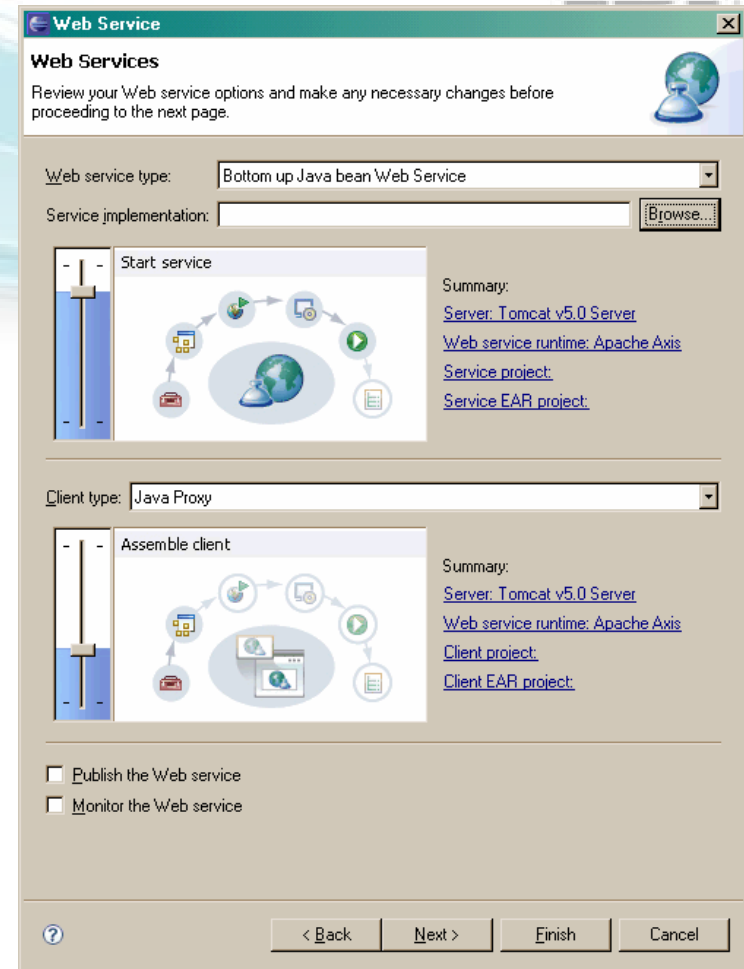 Web Service
Web Services
Review your Web service options and make any necessary changes before
proceeding to the next page.
Web service type:
Bottom up Java bean Web Service
Service implementation:
Browse...
Start service
Summary:
Server: Tomcat v5.0 Server
Web service runtime: Apache Axis
Service project:
Service EAR project:
Client type:
Java Proxy
Assemble client
Summary:
Server: Tomcat v5.0 Server
Web service runtime: Apache Axis
Client project:
Client EAR project:
Publish the Web service
Monitor the Web service
?
< Back
Next >
Finish
Cancel